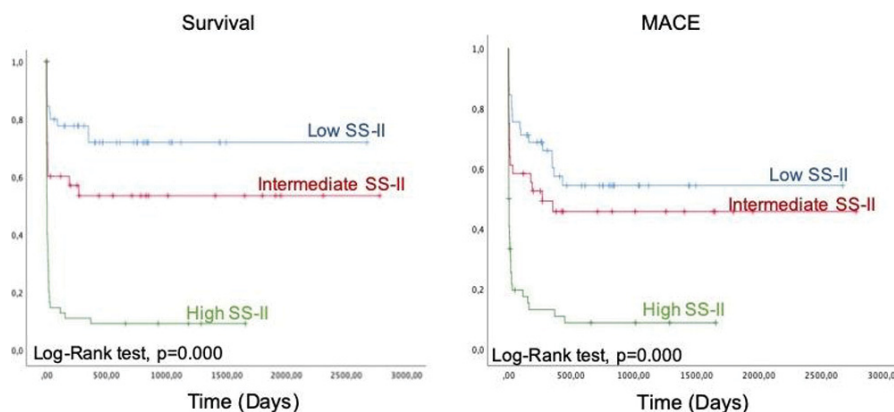 Survival
1,0
0,8
0,6
0,4
0,2
0,0
Low SS-II
Intermediate SS-II
High SS-II
Log-Rank test, p=0.000
,00 500,00 1000,00 1500,00 2000,00 2500,00 3000,00
Time (Days)
MACE
1,0
0,8
0,6
0,4
0,2
0,0
Low SS-II
Intermediate SS-II
High SS-II
Log-Rank test, p=0.000
,00 500,00 1000,00 1500,00 2000,00 2500,00 3000,00
Time (Days)